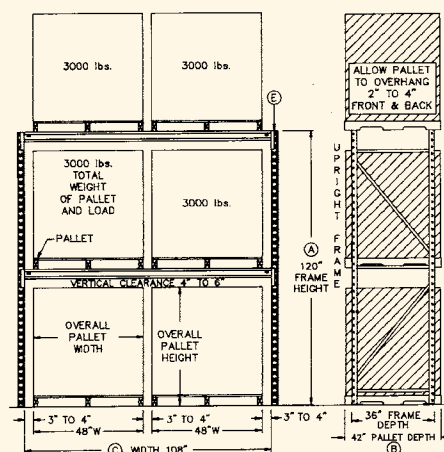 3000 lbs.
3000 lbs.
ALLOW PALLET
TO OVERHANG
2" TO 4"
FRONT & BACK
E
3000 lbs.
TOTAL
WEIGHT
OF PALLET
AND LOAD
3000 lbs.
UPRIGHT FRAME
A
120"
FRAME
HEIGHT
PALLET
VERTICAL CLEARANCE 4" TO 6"
OVERALL
PALLET
WIDTH
OVERALL
PALLET
HEIGHT
3" TO 4"
3" TO 4"
3" TO 4"
48"W
48"W
36" FRAME
DEPTH
C WIDTH 108"
42" PALLET DEPTH
B